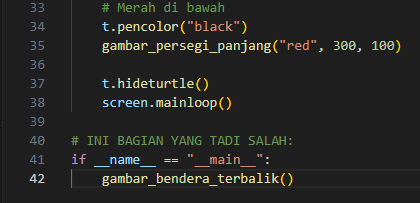 33 # Merah di bawah
34 t.pencolor("black")
35 gambar_persegi_panjang("red", 300, 100)
36
37 t.hideturtle()
38 screen.mainloop()
39
40 # INI BAGIAN YANG TADI SALAH:
41 if __name__ == "__main__":
42 gambar_bendera_terbalik()